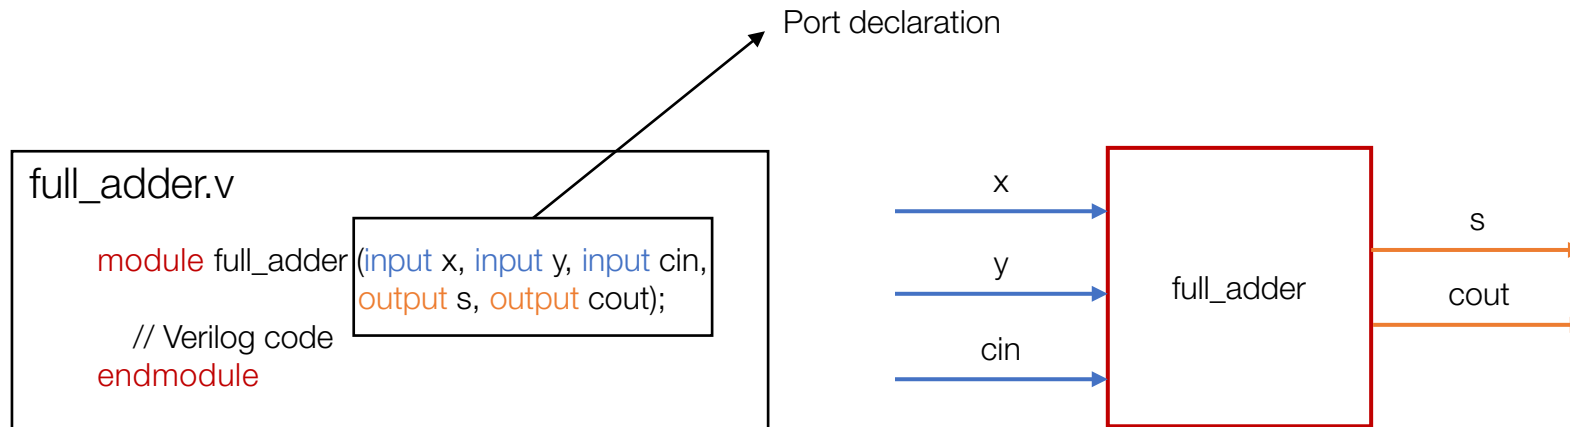 Port declaration
full_adder.v
module full_adder (input x, input y, input cin,
output s, output cout);
// Verilog code
endmodule
x
y
cin
full_adder
s
cout